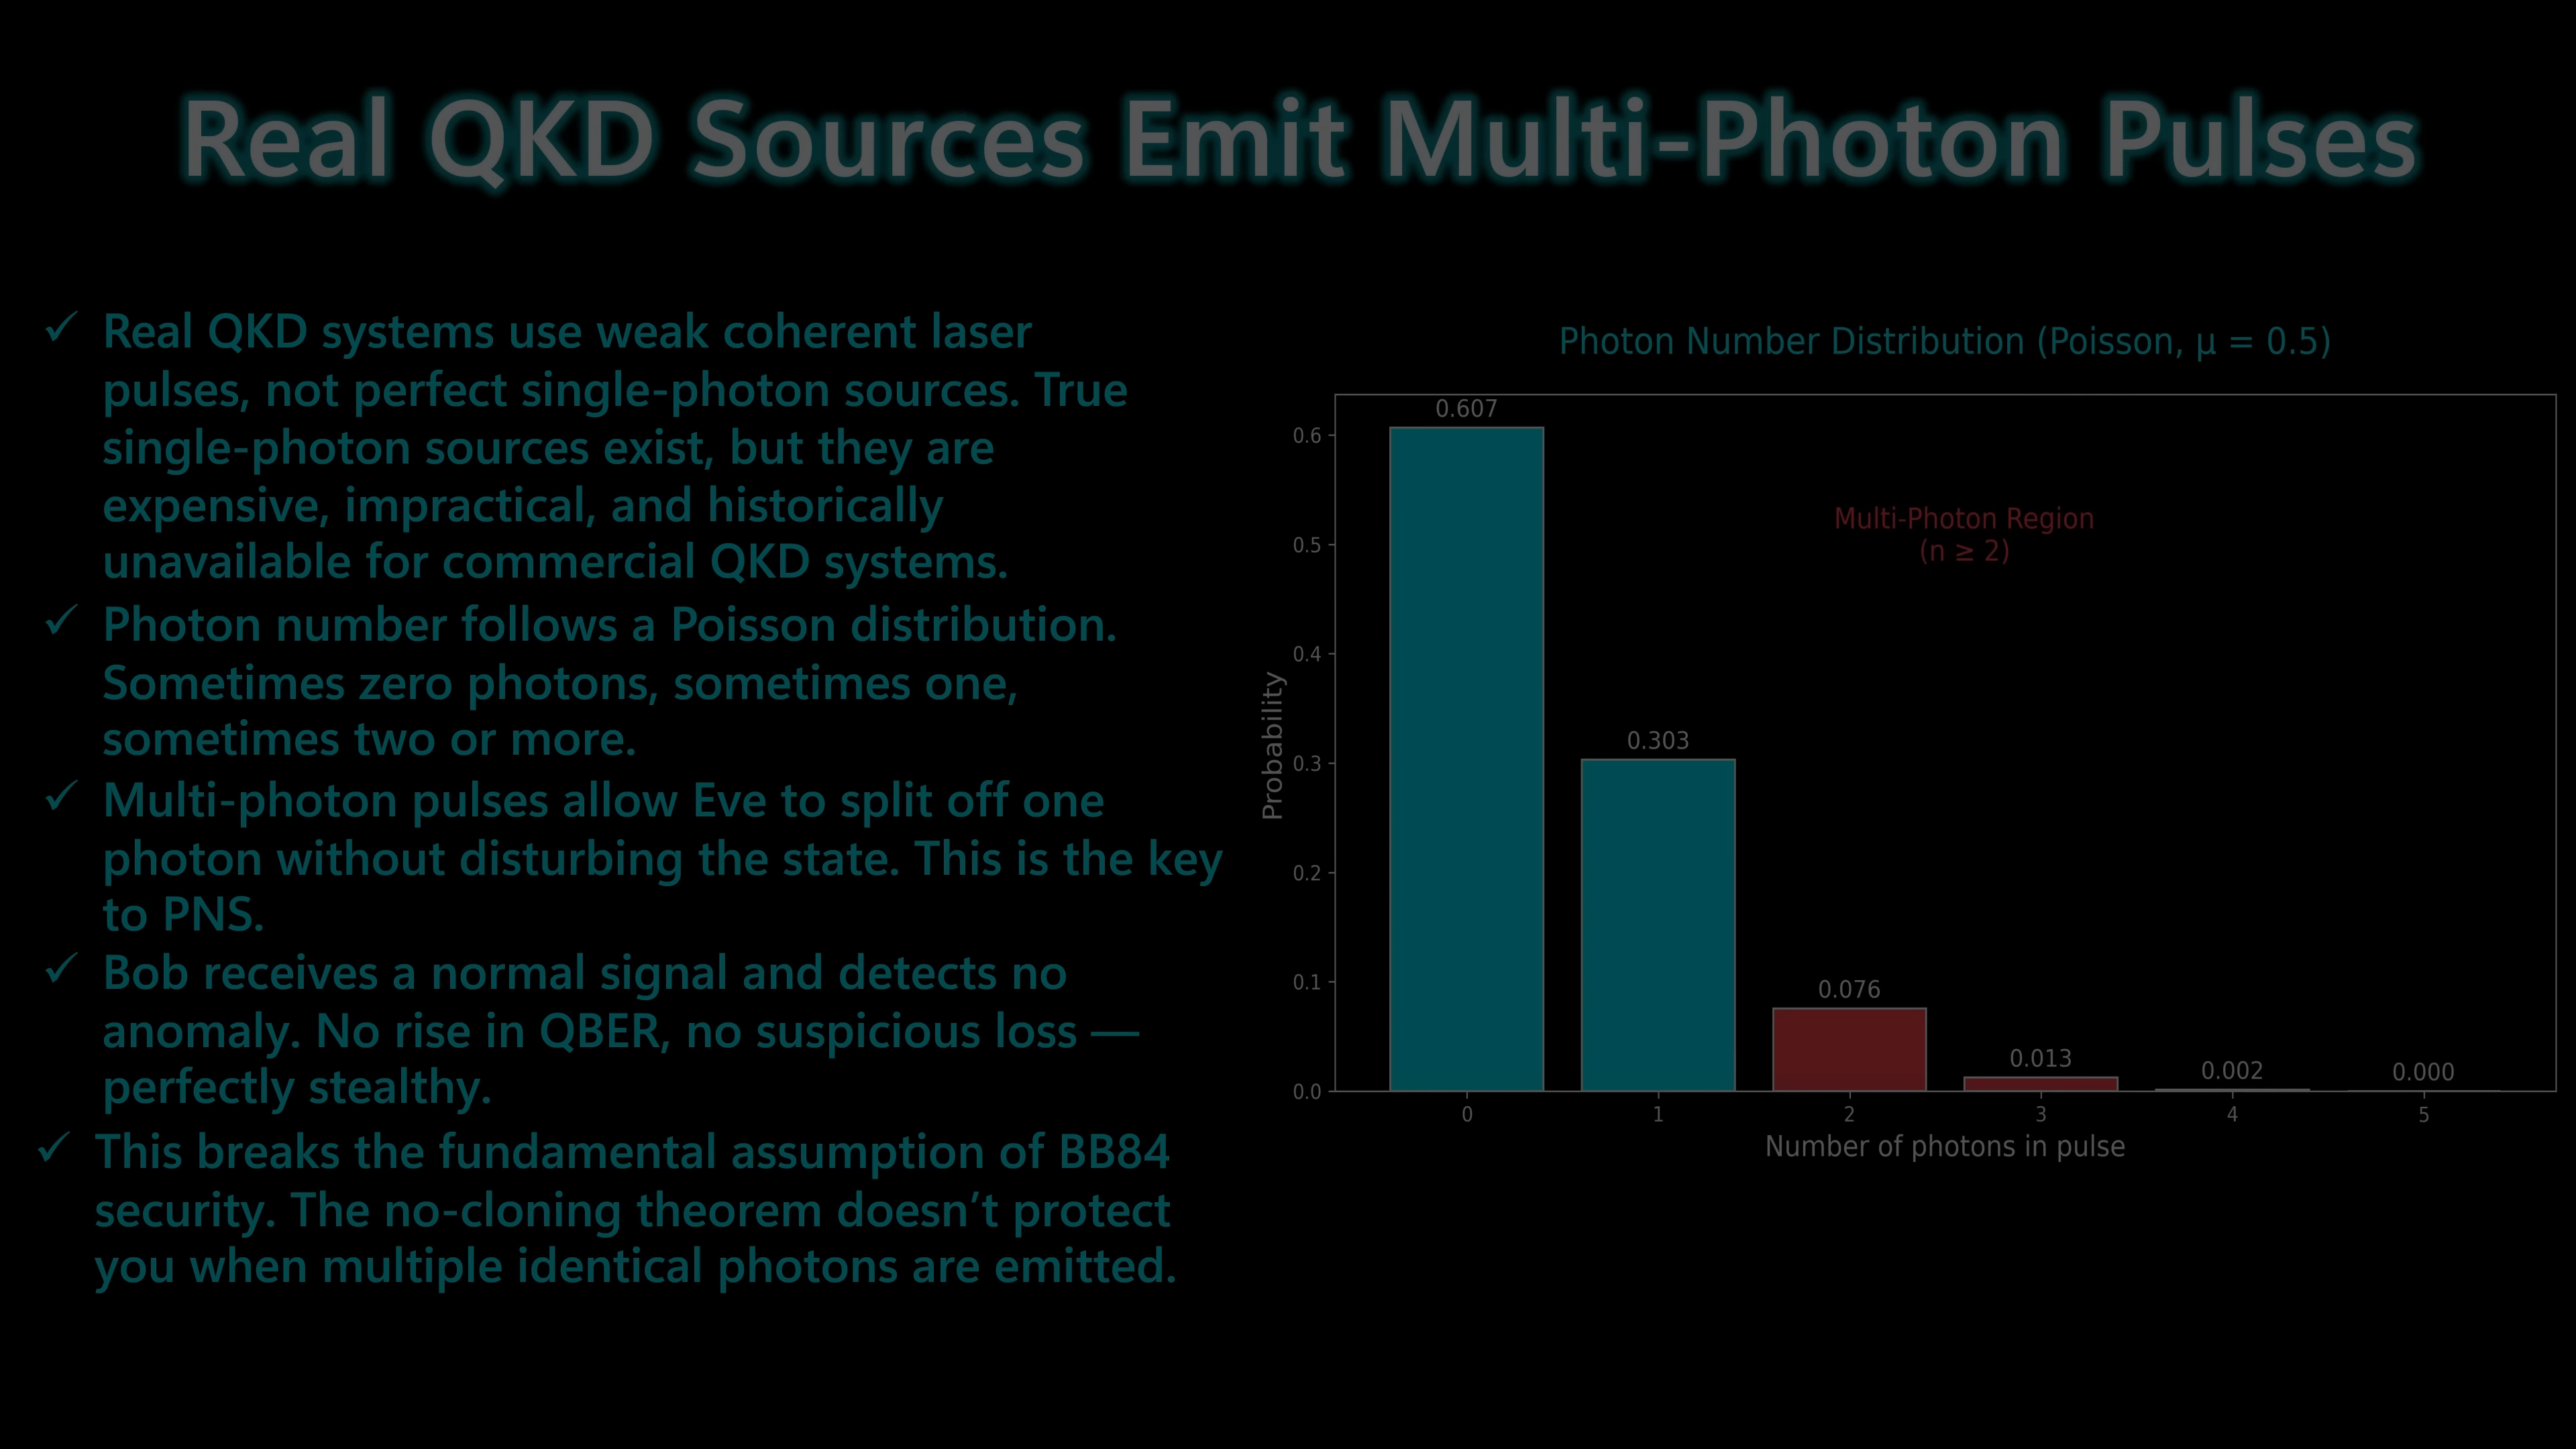 Real QKD Sources Emit Multi-Photon Pulses
✓ Real QKD systems use weak coherent laser
pulses, not perfect single-photon sources. True
single-photon sources exist, but they are
expensive, impractical, and historically
unavailable for commercial QKD systems.
✓ Photon number follows a Poisson distribution.
Sometimes zero photons, sometimes one,
sometimes two or more.
✓ Multi-photon pulses allow Eve to split off one
photon without disturbing the state. This is the key
to PNS.
✓ Bob receives a normal signal and detects no
anomaly. No rise in QBER, no suspicious loss —
perfectly stealthy.
✓ This breaks the fundamental assumption of BB84
security. The no-cloning theorem doesn’t protect
you when multiple identical photons are emitted.
Photon Number Distribution (Poisson, μ = 0.5)
Probability
0.6
0.5
0.4
0.3
0.2
0.1
0.0
0.607
0.303
0.076
0.013
0.002
0.000
Multi-Photon Region
(n ≥ 2)
0
1
2
3
4
5
Number of photons in pulse